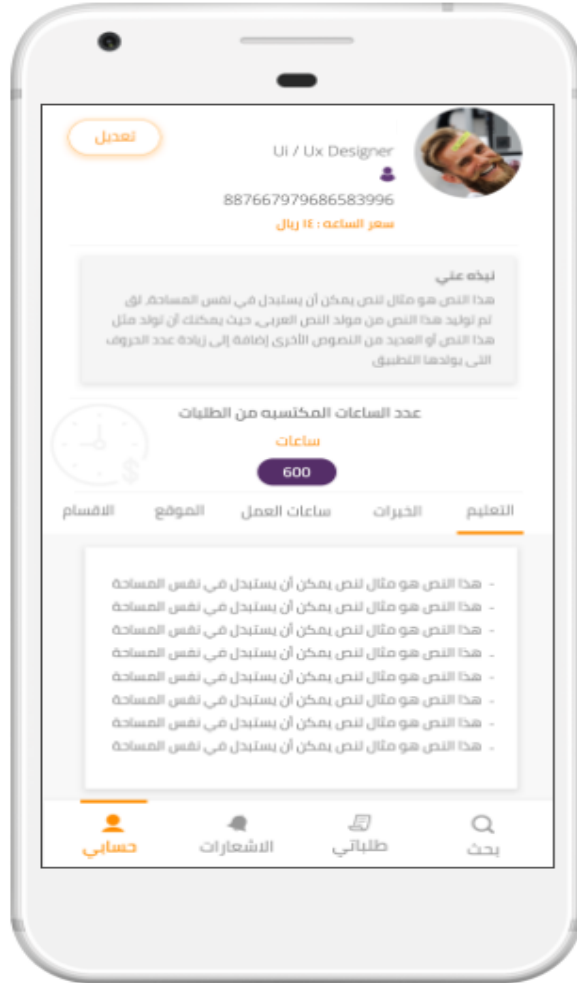 تعديل
Ui / Ux Designer
887667979686583996
سعر الساعه : ١٤ ريال
نبذه عني
هذا النص هو مثال لنص يمكن أن يستبدل في نفس المساحة، لق
تم توليد هذا النص من مولد النص العربى، حيث يمكنك أن تولد مثل
هذا النص أو العديد من النصوص الأخرى إضافة إلى زيادة عدد الحروف
التى يولدها التطبيق
عدد الساعات المكتسبه من الطلبات
ساعات
600
التعليم الخبرات ساعات العمل الموقع الاقسام
- هذا النص هو مثال لنص يمكن أن يستبدل في نفس المساحة
- هذا النص هو مثال لنص يمكن أن يستبدل في نفس المساحة
- هذا النص هو مثال لنص يمكن أن يستبدل في نفس المساحة
- هذا النص هو مثال لنص يمكن أن يستبدل في نفس المساحة
- هذا النص هو مثال لنص يمكن أن يستبدل في نفس المساحة
- هذا النص هو مثال لنص يمكن أن يستبدل في نفس المساحة
- هذا النص هو مثال لنص يمكن أن يستبدل في نفس المساحة
- هذا النص هو مثال لنص يمكن أن يستبدل في نفس المساحة
بحث طلباتي الاشعارات حسابي